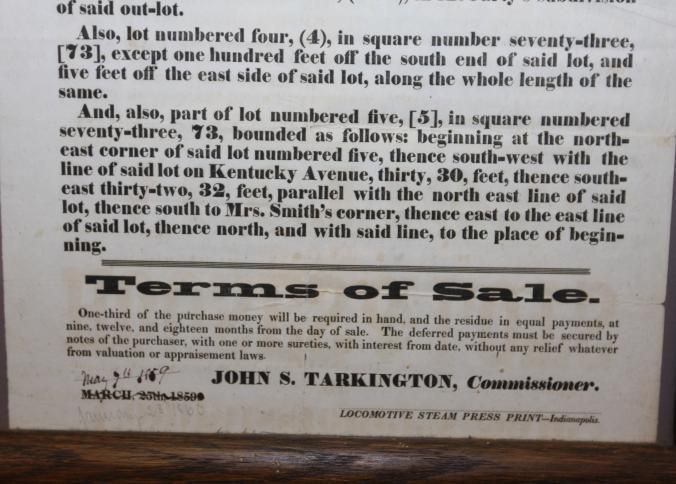 of said out-lot.
Also, lot numbered four, (4), in square number seventy-three,
[73], except one hundred feet off the south end of said lot, and
five feet off the east side of said lot, along the whole length of the
same.
And, also, part of lot numbered five, [5], in square numbered
seventy-three, 73, bounded as follows: beginning at the north-
east corner of said lot numbered five, thence south-west with the
line of said lot on Kentucky Avenue, thirty, 30, feet, thence south-
east thirty-two, 32, feet, parallel with the north east line of said
lot, thence south to Mrs. Smith's corner, thence east to the east line
of said lot, thence north, and with said line, to the place of begin-
ning.
Terms of Sale.
One-third of the purchase money will be required in hand, and the residue in equal payments, at
nine, twelve, and eighteen months from the day of sale. The deferred payments must be secured by
notes of the purchaser, with one or more sureties, with interest from date, without any relief whatever
from valuation or appraisement laws.
May 7th 1859
JOHN S. TARKINGTON, Commissioner.
MARCH, 25th, 1859
LOCOMOTIVE STEAM PRESS PRINT—Indianapolis.